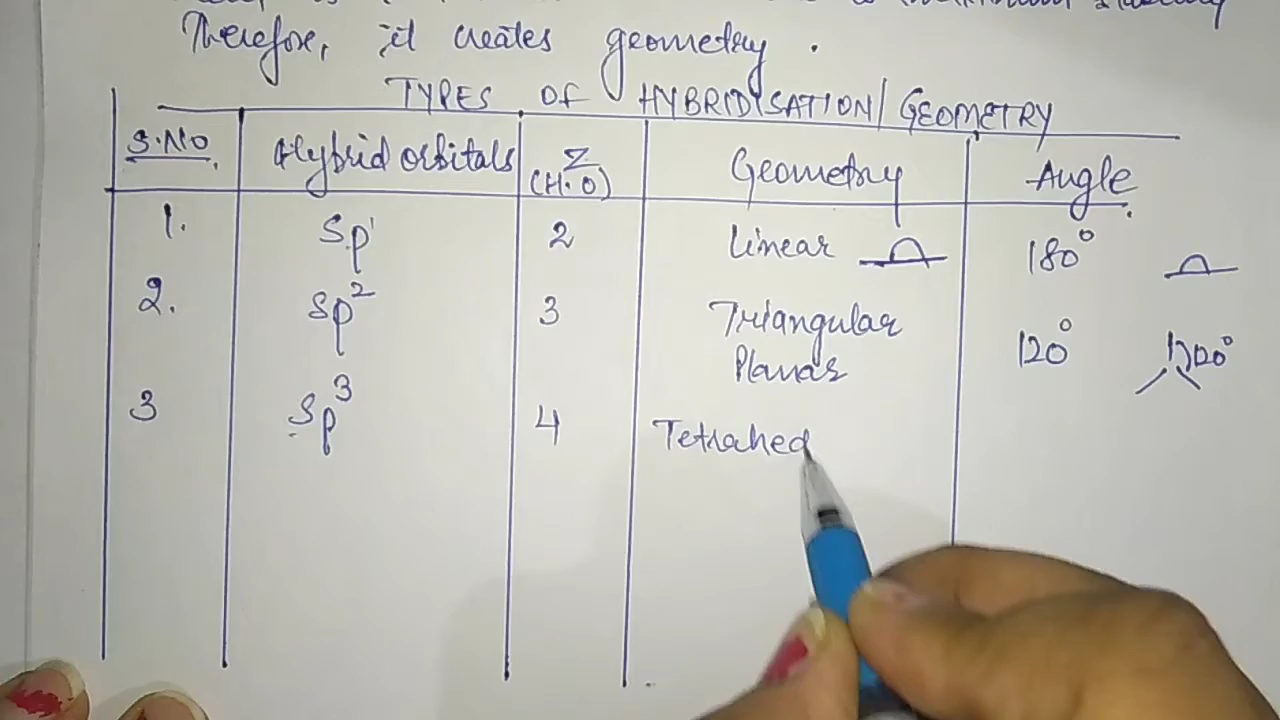 Therefore, it creates geometry.
TYPES OF HYBRIDISATION/GEOMETRY
S.NO. Hybrid orbitals Z (H.O) Geometry Angle
1. Sp¹ 2 Linear 180°
2. Sp² 3 Triangular Planar 120° 120°
3 Sp³ 4 Tetrahed